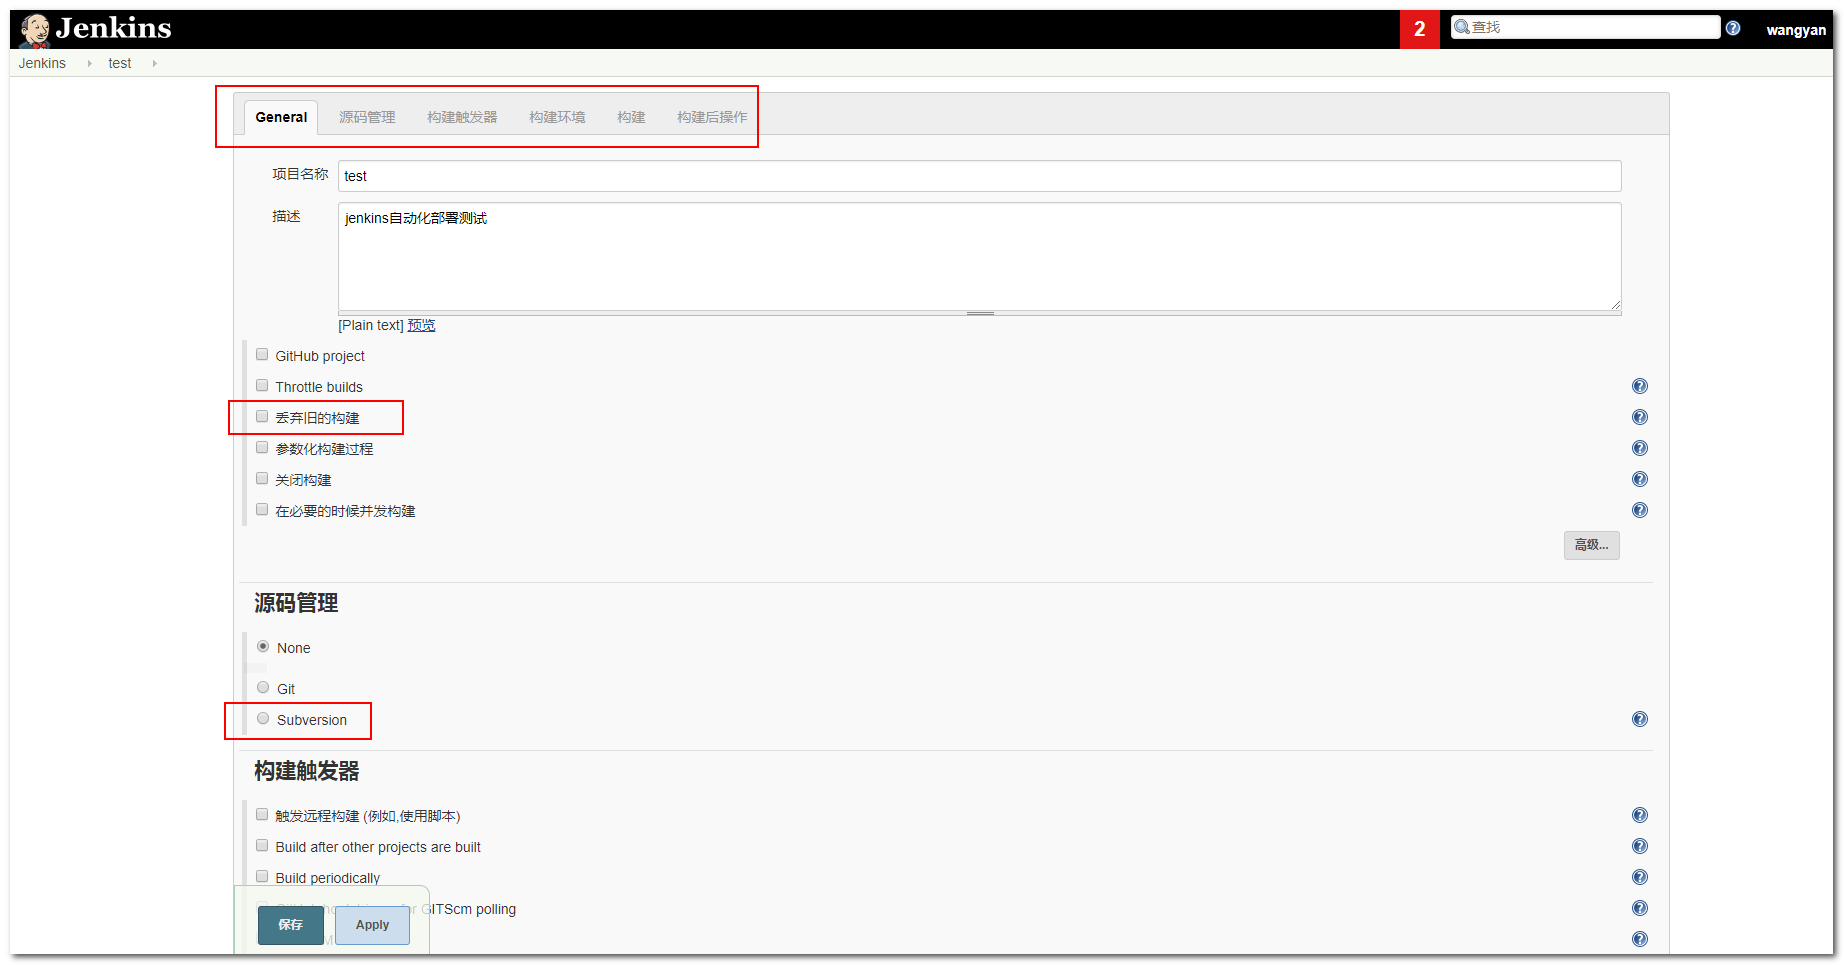 Jenkins 2 查找 wangyan
Jenkins test
General 源码管理 构建触发器 构建环境 构建 构建后操作
项目名称 test
描述 jenkins自动化部署测试
[Plain text] 预览
GitHub project
Throttle builds
丢弃旧的构建
参数化构建过程
关闭构建
在必要的时候并发构建
高级...
源码管理
None
Git
Subversion
构建触发器
触发远程构建 (例如,使用脚本)
Build after other projects are built
Build periodically
GITScm polling
保存 Apply